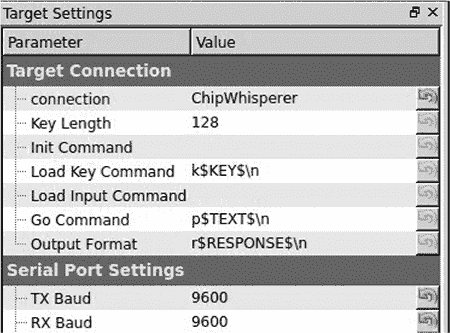 Target Settings
Parameter Value
Target Connection
connection ChipWhisperer
Key Length 128
Init Command
Load Key Command k$KEY$\n
Load Input Command
Go Command p$TEXT$\n
Output Format r$RESPONSE$\n
Serial Port Settings
TX Baud 9600
RX Baud 9600